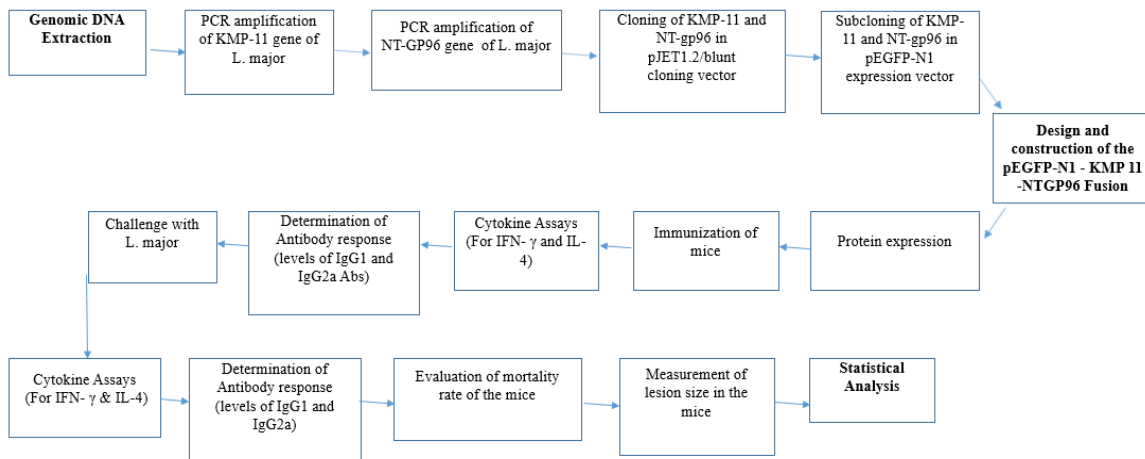 Genomic DNA
Extraction
PCR amplification
of KMP-11 gene of
L. major
PCR amplification of
NT-GP96 gene of L. major
Cloning of KMP-11 and
NT-gp96 in
pJET1.2/blunt
cloning vector
Subcloning of KMP-
11 and NT-gp96 in
pEGFP-N1
expression vector
Design and
construction of the
pEGFP-N1 - KMP 11
-NTGP96 Fusion
Protein expression
Immunization of
mice
Cytokine Assays
(For IFN- γ and IL-
4)
Determination of
Antibody response
(levels of IgG1 and
IgG2a Abs)
Challenge with
L. major
Cytokine Assays
(For IFN- γ & IL-4)
Determination of
Antibody response
(levels of IgG1 and
IgG2a)
Evaluation of mortality
rate of the mice
Measurement of
lesion size in the
mice
Statistical
Analysis